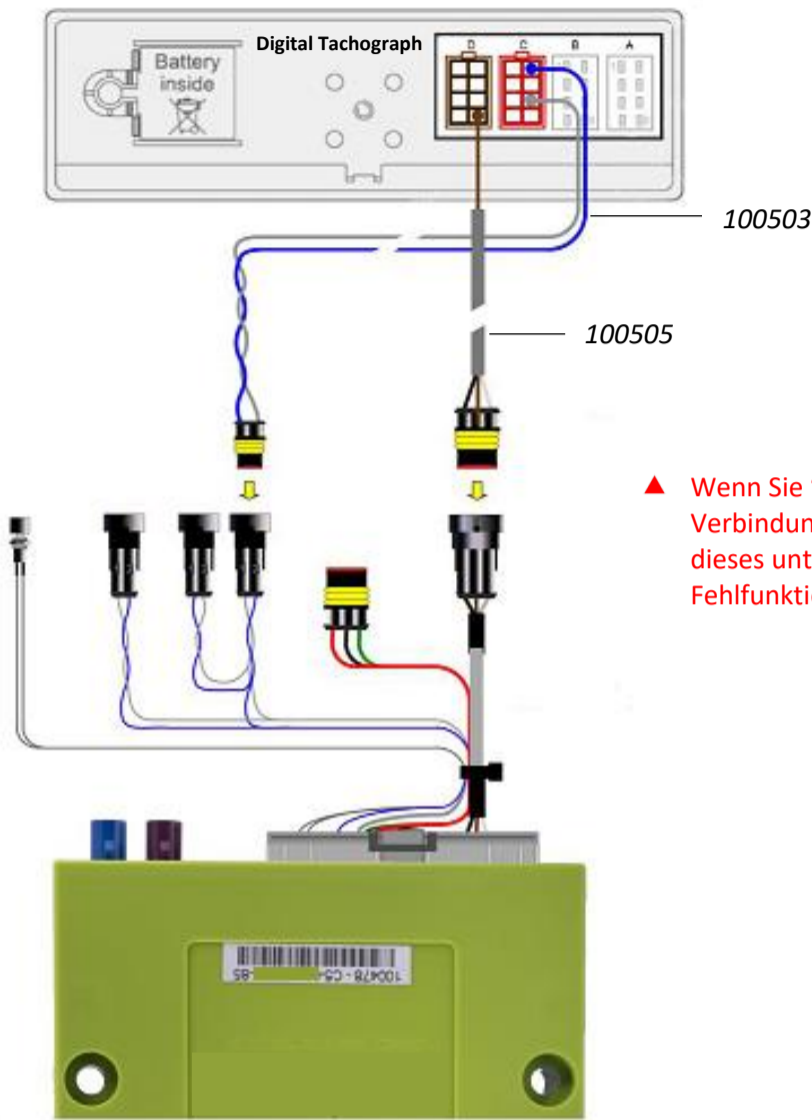 Digital Tachograph
D C B A
Battery
inside
100503
100505
▲ Wenn Sie
Verbindun
dieses unt
Fehlfunktio
100478 - C5-
-85